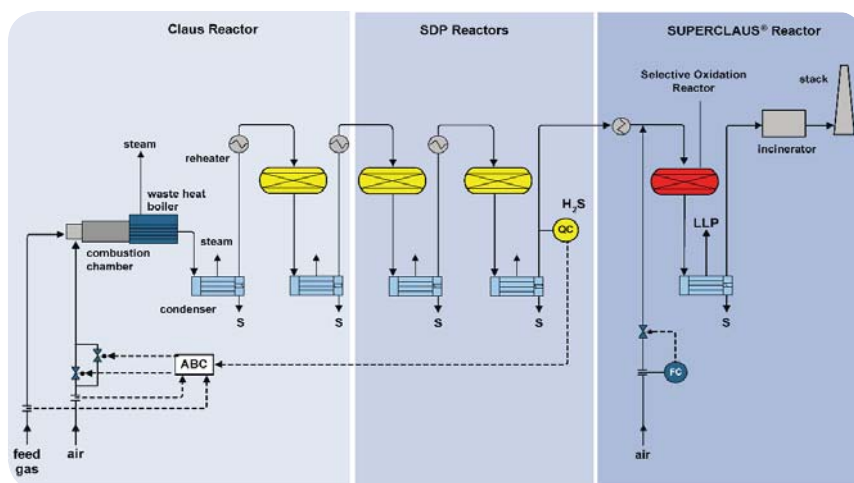 Claus Reactor
SDP Reactors
SUPERCLAUS® Reactor
Selective Oxidation
Reactor
stack
steam
reheater
incinerator
waste heat
boiler
H₂S
QC
LLP
combustion
chamber
steam
condenser
S
S
S
S
S
ABC
FC
feed
gas
air
air